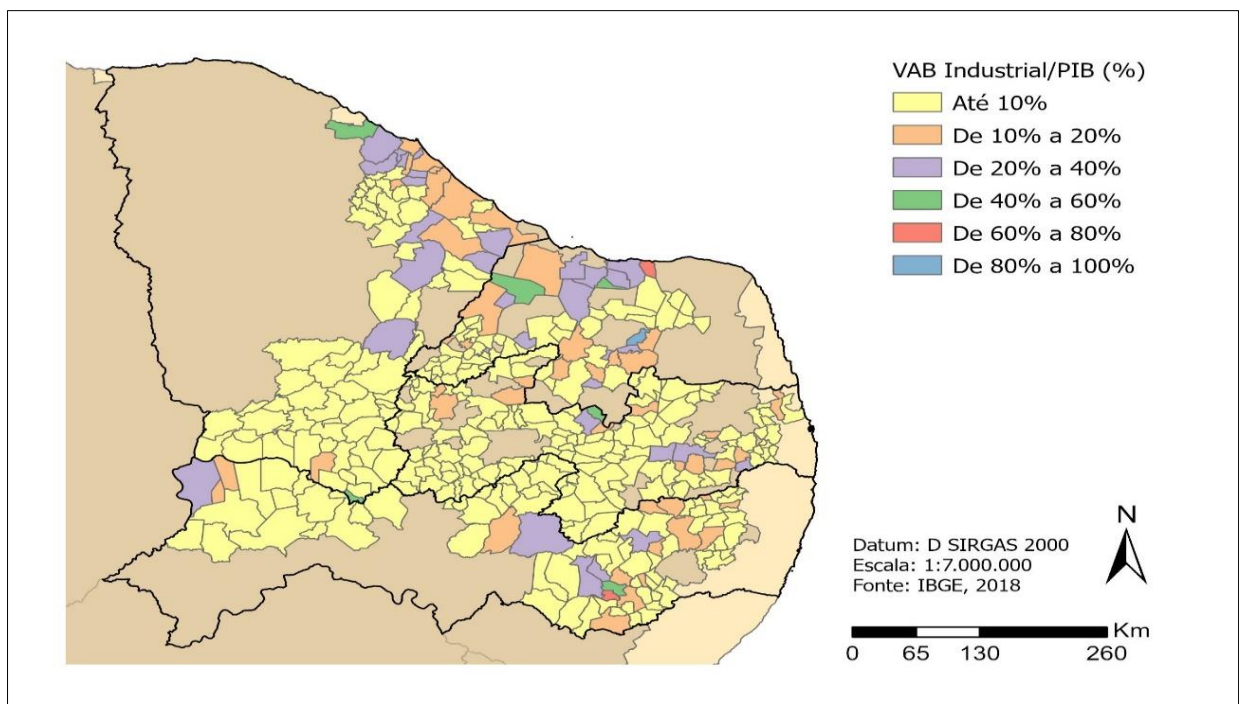 VAB Industrial/PIB (%)
Até 10%
De 10% a 20%
De 20% a 40%
De 40% a 60%
De 60% a 80%
De 80% a 100%
N
Datum: D SIRGAS 2000
Escala: 1:7.000.000
Fonte: IBGE, 2018
Km
0 65 130 260